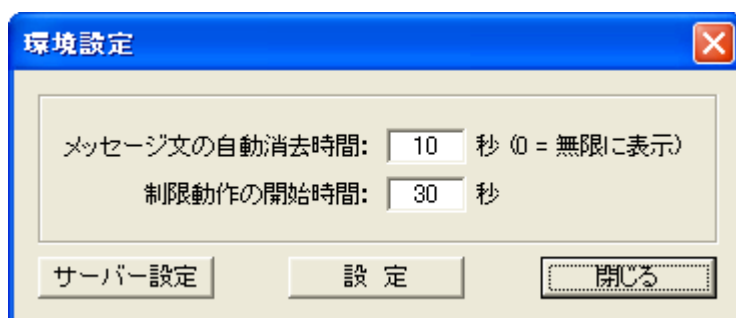 環境設定
メッセージ文の自動消去時間: 10 秒 (0 = 無限に表示)
制限動作の開始時間: 30 秒
サーバー設定 設 定 閉じる